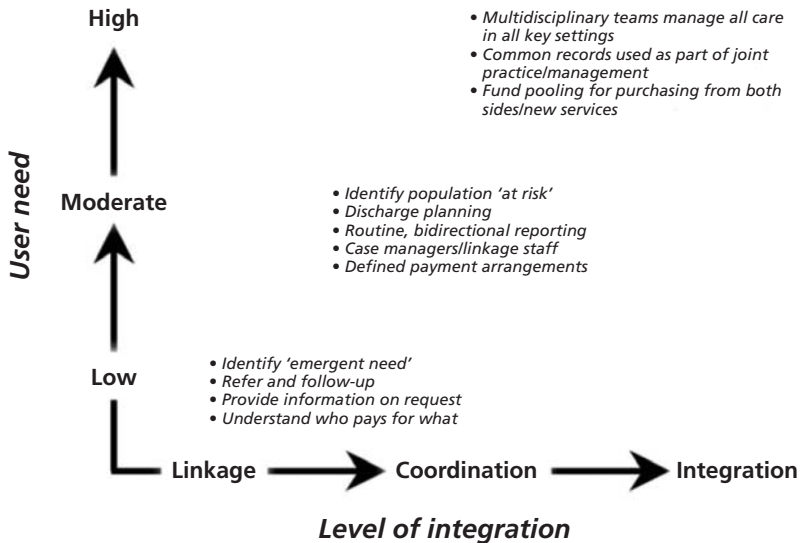 High
• Multidisciplinary teams manage all care
in all key settings
• Common records used as part of joint
practice/management
• Fund pooling for purchasing from both
sides/new services
User need
Moderate
• Identify population ‘at risk’
• Discharge planning
• Routine, bidirectional reporting
• Case managers/linkage staff
• Defined payment arrangements
Low
• Identify ‘emergent need’
• Refer and follow-up
• Provide information on request
• Understand who pays for what
Linkage
Coordination
Integration
Level of integration